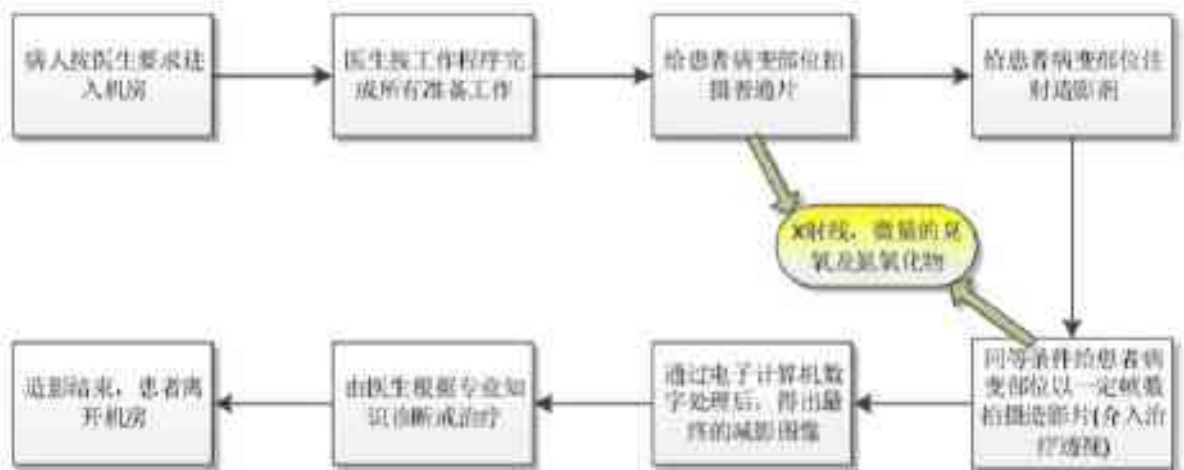 病人按医生要求进
入机房
医生按工作程序完
成所有准备工作
给患者病变部位拍
摄普通片
给患者病变部位注
射造影剂
X射线，微量的臭
氧及氮氧化物
同等条件给患者病
变部位以一定帧数
拍摄造影片(介入治
疗透视)
通过电子计算机数
字处理后，得出最
终的减影图像
由医生根据专业知
识诊断或治疗
造影结束，患者离
开机房